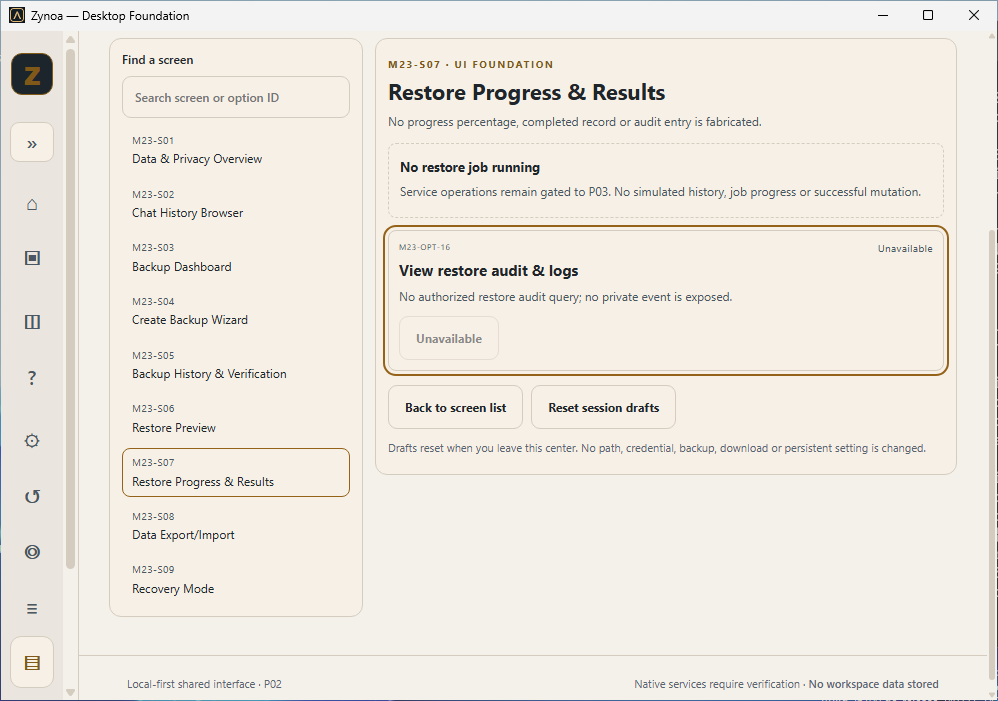 Zynoa — Desktop Foundation
Z
»
?
Find a screen
Search screen or option ID
M23-S01
Data & Privacy Overview
M23-S02
Chat History Browser
M23-S03
Backup Dashboard
M23-S04
Create Backup Wizard
M23-S05
Backup History & Verification
M23-S06
Restore Preview
M23-S07
Restore Progress & Results
M23-S08
Data Export/Import
M23-S09
Recovery Mode
M23-S07 · UI FOUNDATION
Restore Progress & Results
No progress percentage, completed record or audit entry is fabricated.
No restore job running
Service operations remain gated to P03. No simulated history, job progress or successful mutation.
M23-OPT-16
Unavailable
View restore audit & logs
No authorized restore audit query; no private event is exposed.
Unavailable
Back to screen list
Reset session drafts
Drafts reset when you leave this center. No path, credential, backup, download or persistent setting is changed.
Local-first shared interface · P02
Native services require verification · No workspace data stored